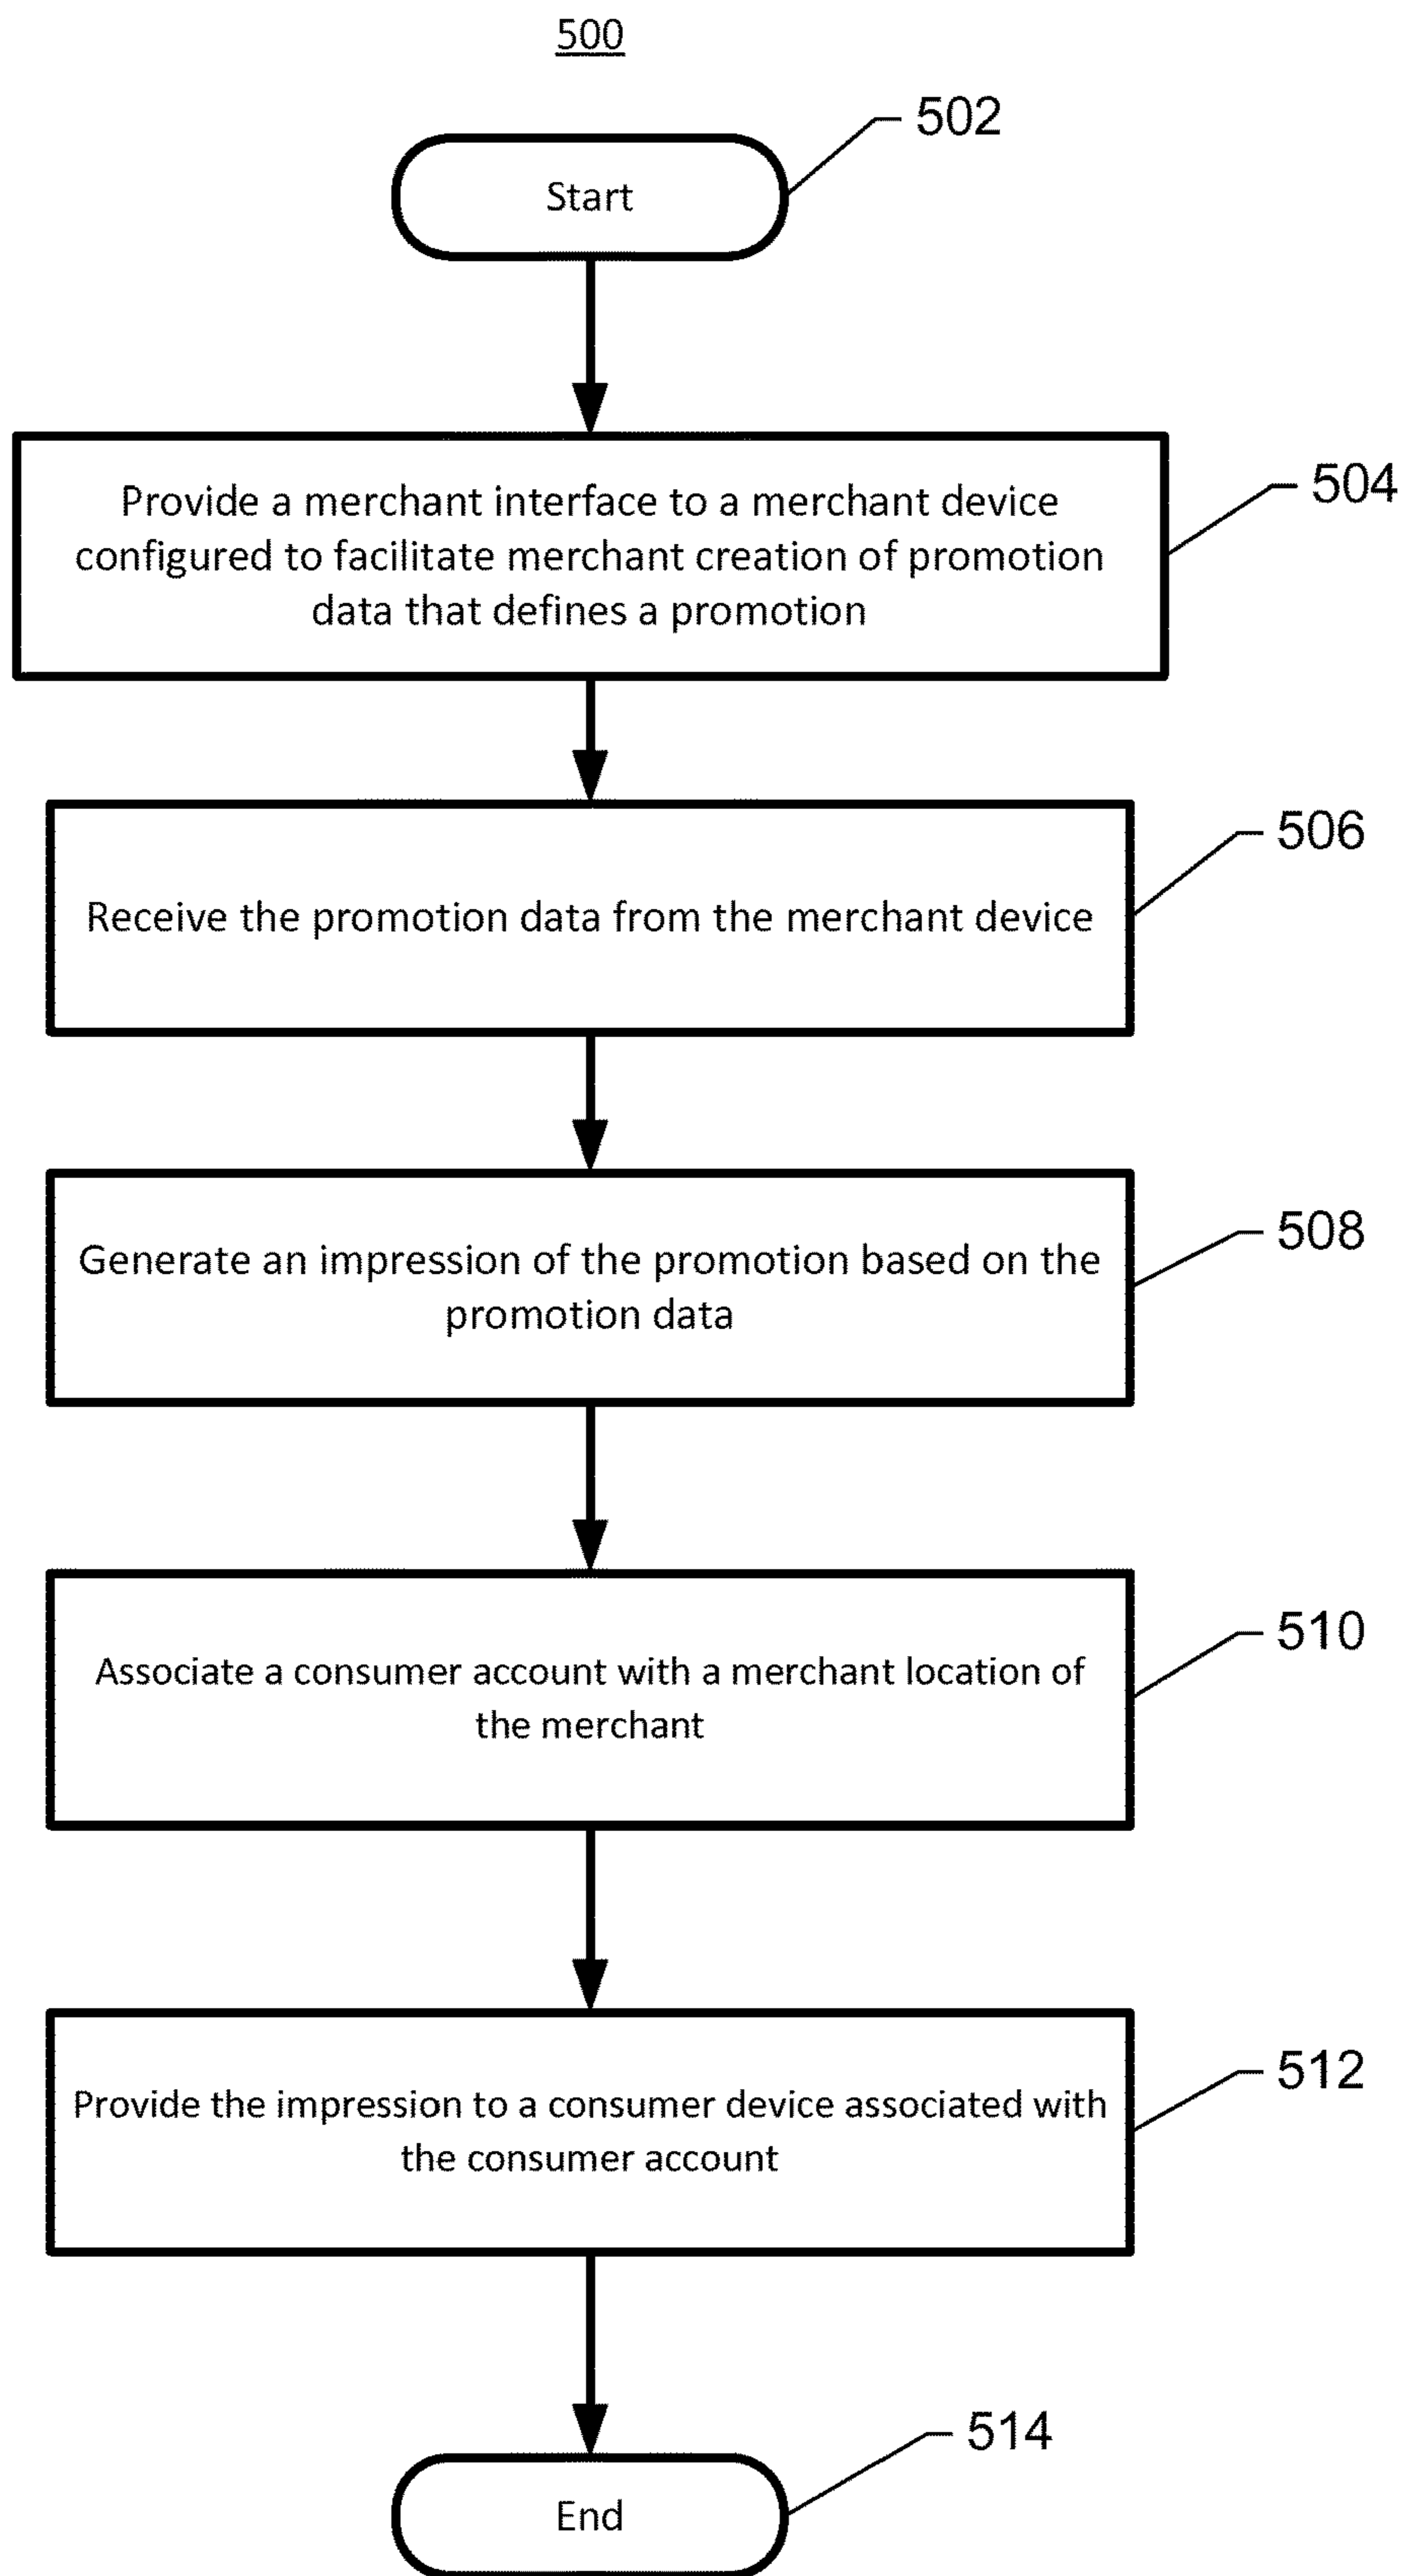 500
502
Start
504
Provide a merchant interface to a merchant device
configured to facilitate merchant creation of promotion
data that defines a promotion
506
Receive the promotion data from the merchant device
508
Generate an impression of the promotion based on the
promotion data
510
Associate a consumer account with a merchant location of
the merchant
512
Provide the impression to a consumer device associated with
the consumer account
514
End